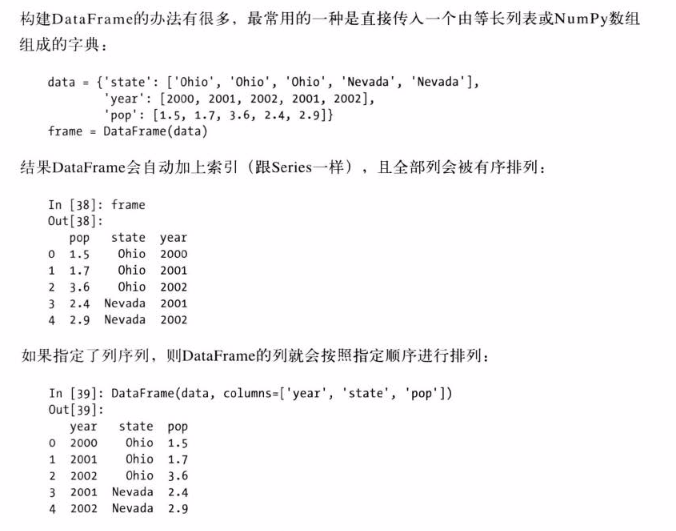 构建DataFrame的办法有很多，最常用的一种是直接传入一个由等长列表或NumPy数组
组成的字典：
data = {'state': ['Ohio', 'Ohio', 'Ohio', 'Nevada', 'Nevada'],
'year': [2000, 2001, 2002, 2001, 2002],
'pop': [1.5, 1.7, 3.6, 2.4, 2.9]}
frame = DataFrame(data)
结果DataFrame会自动加上索引（跟Series一样），且全部列会被有序排列：
In [38]: frame
Out[38]:
pop state year
0 1.5 Ohio 2000
1 1.7 Ohio 2001
2 3.6 Ohio 2002
3 2.4 Nevada 2001
4 2.9 Nevada 2002
如果指定了列序列，则DataFrame的列就会按照指定顺序进行排列：
In [39]: DataFrame(data, columns=['year', 'state', 'pop'])
Out[39]:
year state pop
0 2000 Ohio 1.5
1 2001 Ohio 1.7
2 2002 Ohio 3.6
3 2001 Nevada 2.4
4 2002 Nevada 2.9